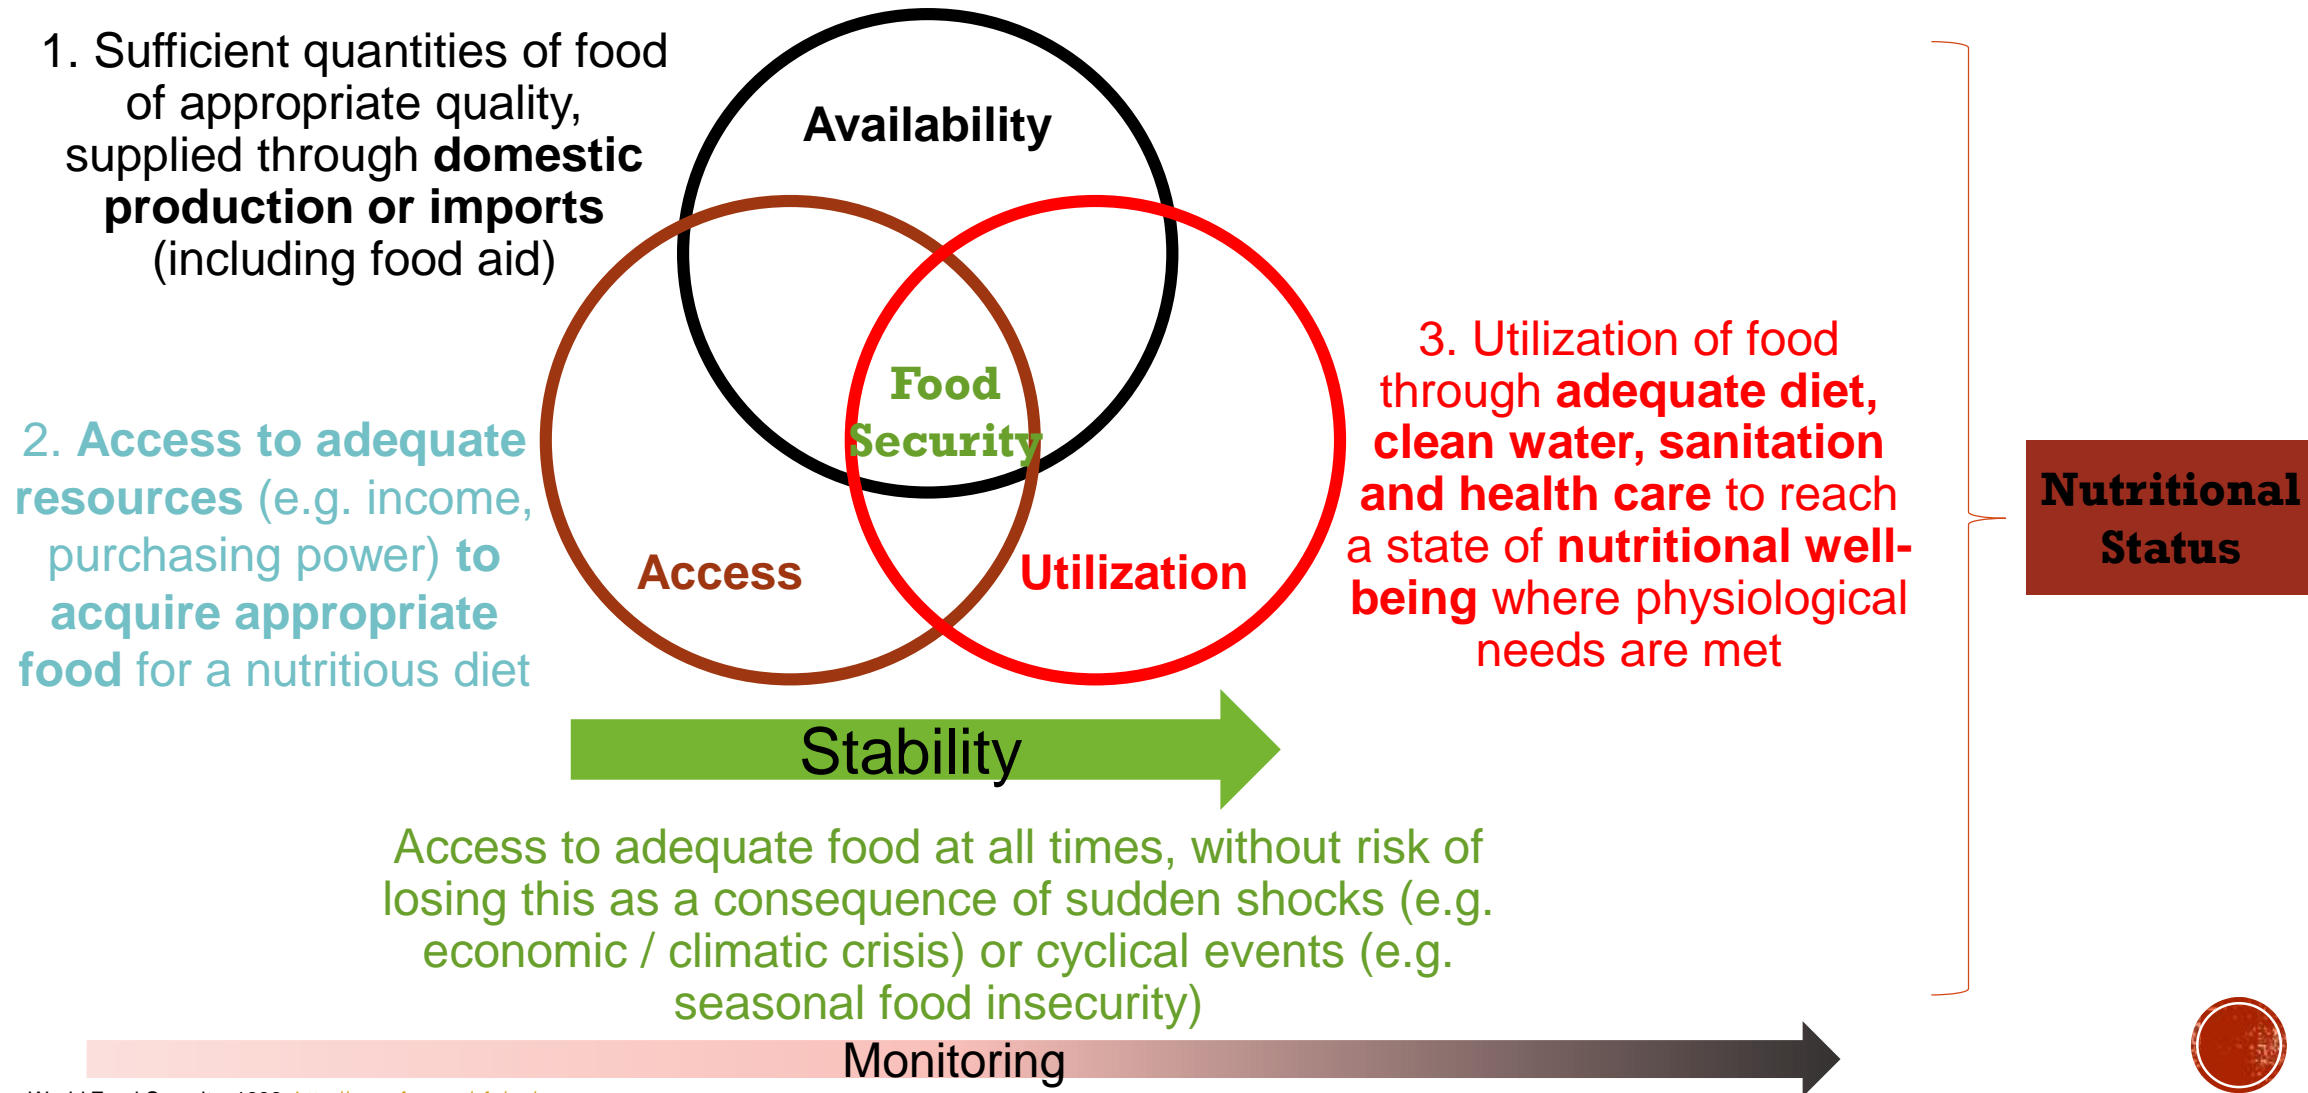 1. Sufficient quantities of food
of appropriate quality,
supplied through domestic
production or imports
(including food aid)
Availability
Food
Security
2. Access to adequate
resources (e.g. income,
purchasing power) to
acquire appropriate
food for a nutritious diet
Access
Utilization
3. Utilization of food
through adequate diet,
clean water, sanitation
and health care to reach
a state of nutritional well-
being where physiological
needs are met
Nutritional
Status
Stability
Access to adequate food at all times, without risk of
losing this as a consequence of sudden shocks (e.g.
economic / climatic crisis) or cyclical events (e.g.
seasonal food insecurity)
Monitoring